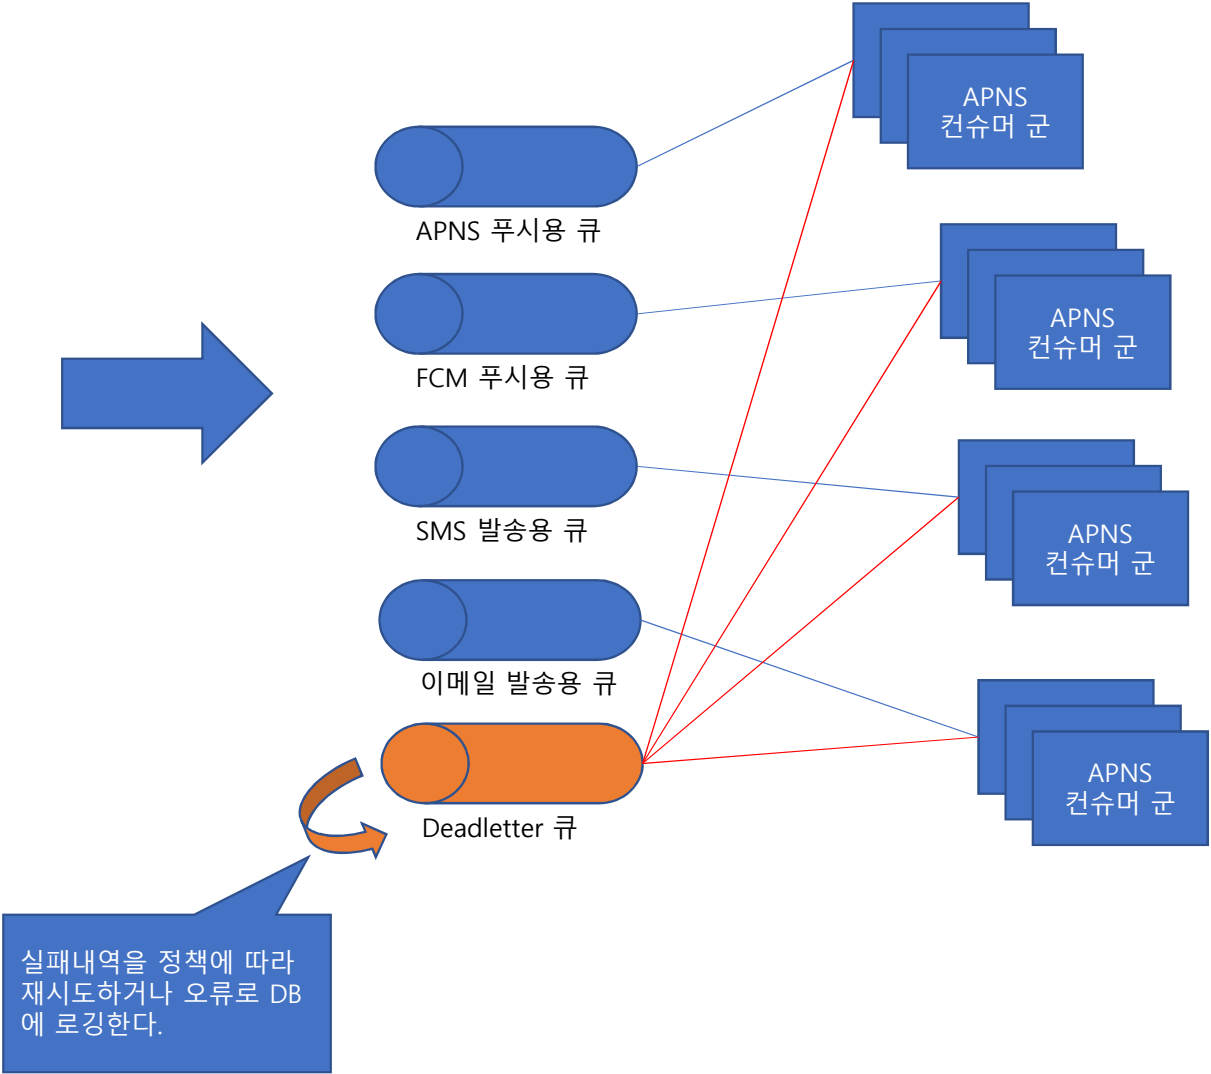 APNS
컨슈머 군
APNS 푸시용 큐
APNS
컨슈머 군
FCM 푸시용 큐
APNS
컨슈머 군
SMS 발송용 큐
이메일 발송용 큐
APNS
컨슈머 군
Deadletter 큐
실패내역을 정책에 따라
재시도하거나 오류로 DB
에 로깅한다.